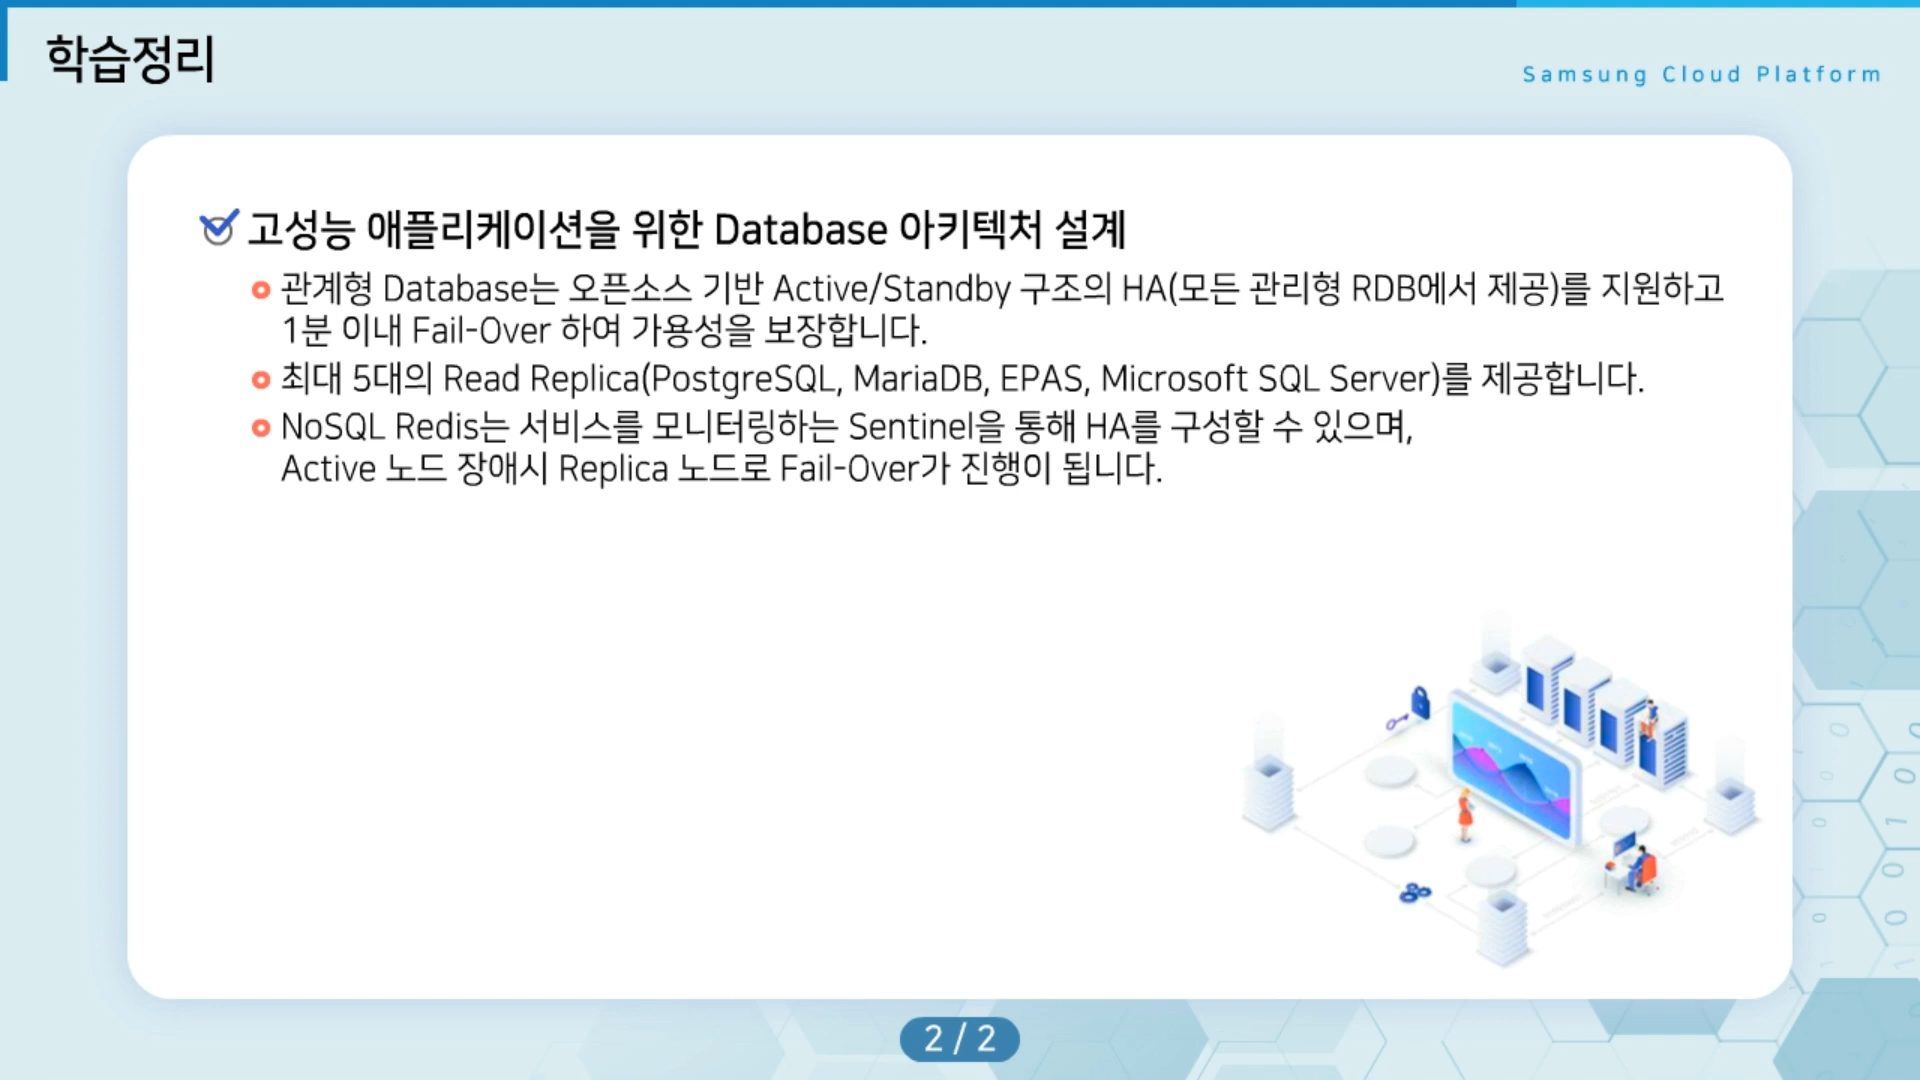 학습정리
Samsung Cloud Platform
고성능 애플리케이션을 위한 Database 아키텍처 설계
관계형 Database는 오픈소스 기반 Active/Standby 구조의 HA(모든 관리형 RDB에서 제공)를 지원하고
1분 이내 Fail-Over 하여 가용성을 보장합니다.
최대 5대의 Read Replica(PostgreSQL, MariaDB, EPAS, Microsoft SQL Server)를 제공합니다.
NoSQL Redis는 서비스를 모니터링하는 Sentinel을 통해 HA를 구성할 수 있으며,
Active 노드 장애시 Replica 노드로 Fail-Over가 진행이 됩니다.
2 / 2